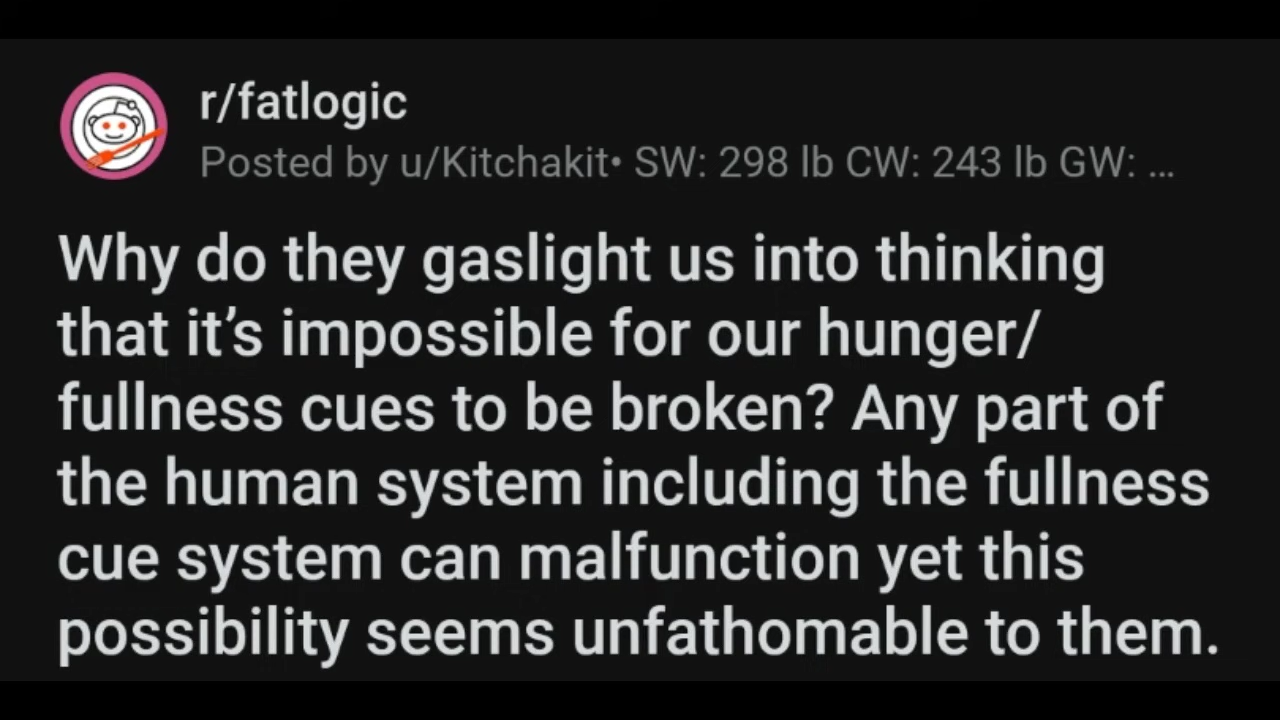 r/fatlogic
Posted by u/Kitchakit• SW: 298 lb CW: 243 lb GW: ...
Why do they gaslight us into thinking
that it’s impossible for our hunger/
fullness cues to be broken? Any part of
the human system including the fullness
cue system can malfunction yet this
possibility seems unfathomable to them.